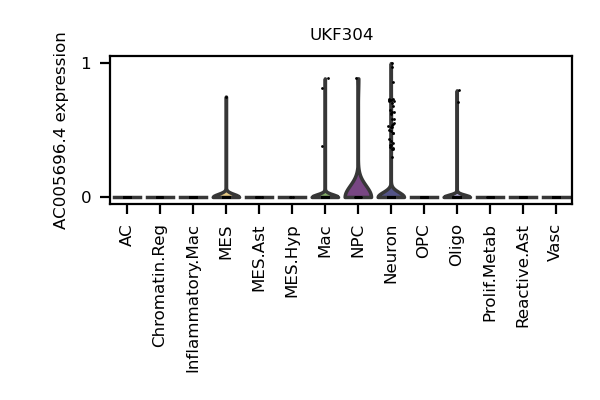 UKF304
AC005696.4 expression
1
0
AC
Chromatin.Reg
Inflammatory.Mac
MES
MES.Ast
MES.Hyp
Mac
NPC
Neuron
OPC
Oligo
Prolif.Metab
Reactive.Ast
Vasc